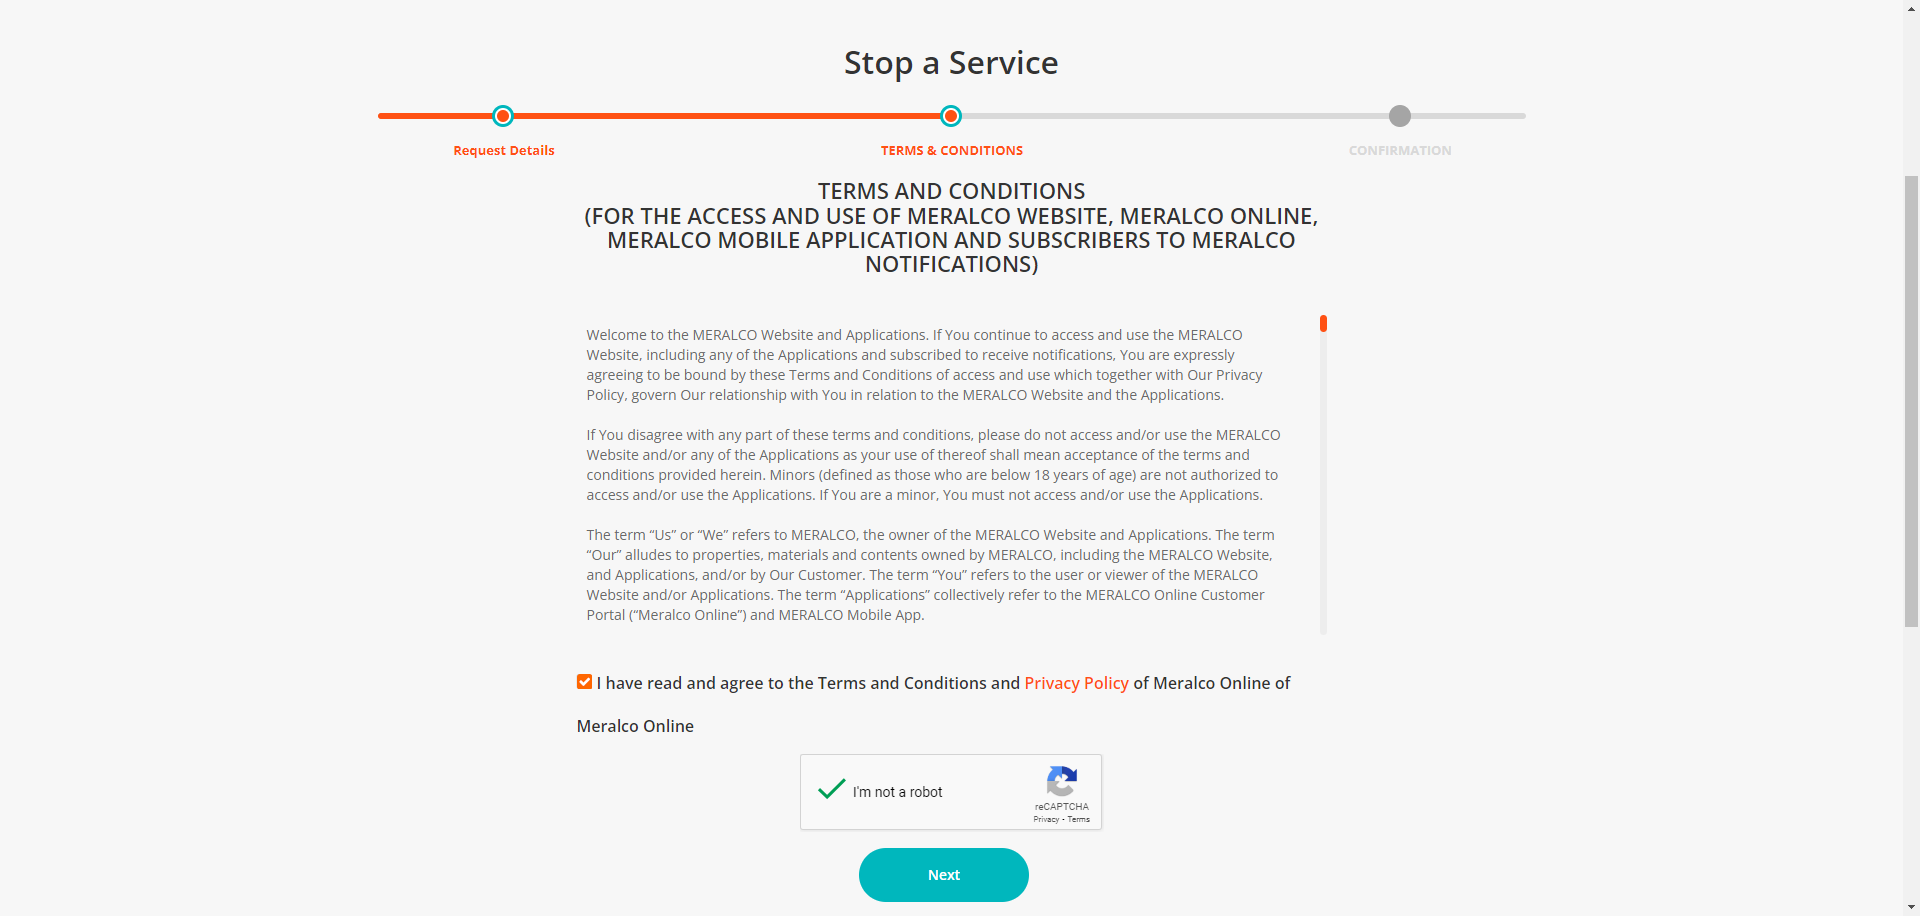 Stop a Service
Request Details
TERMS & CONDITIONS
CONFIRMATION
TERMS AND CONDITIONS
(FOR THE ACCESS AND USE OF MERALCO WEBSITE, MERALCO ONLINE,
MERALCO MOBILE APPLICATION AND SUBSCRIBERS TO MERALCO
NOTIFICATIONS)
Welcome to the MERALCO Website and Applications. If You continue to access and use the MERALCO
Website, including any of the Applications and subscribed to receive notifications, You are expressly
agreeing to be bound by these Terms and Conditions of access and use which together with Our Privacy
Policy, govern Our relationship with You in relation to the MERALCO Website and the Applications.
If You disagree with any part of these terms and conditions, please do not access and/or use the MERALCO
Website and/or any of the Applications as your use of thereof shall mean acceptance of the terms and
conditions provided herein. Minors (defined as those who are below 18 years of age) are not authorized to
access and/or use the Applications. If You are a minor, You must not access and/or use the Applications.
The term “Us” or “We” refers to MERALCO, the owner of the MERALCO Website and Applications. The term
“Our” alludes to properties, materials and contents owned by MERALCO, including the MERALCO Website,
and Applications, and/or by Our Customer. The term “You” refers to the user or viewer of the MERALCO
Website and/or Applications. The term “Applications” collectively refer to the MERALCO Online Customer
Portal (“Meralco Online”) and MERALCO Mobile App.
I have read and agree to the Terms and Conditions and Privacy Policy of Meralco Online of
Meralco Online
I'm not a robot
reCAPTCHA
Privacy - Terms
Next